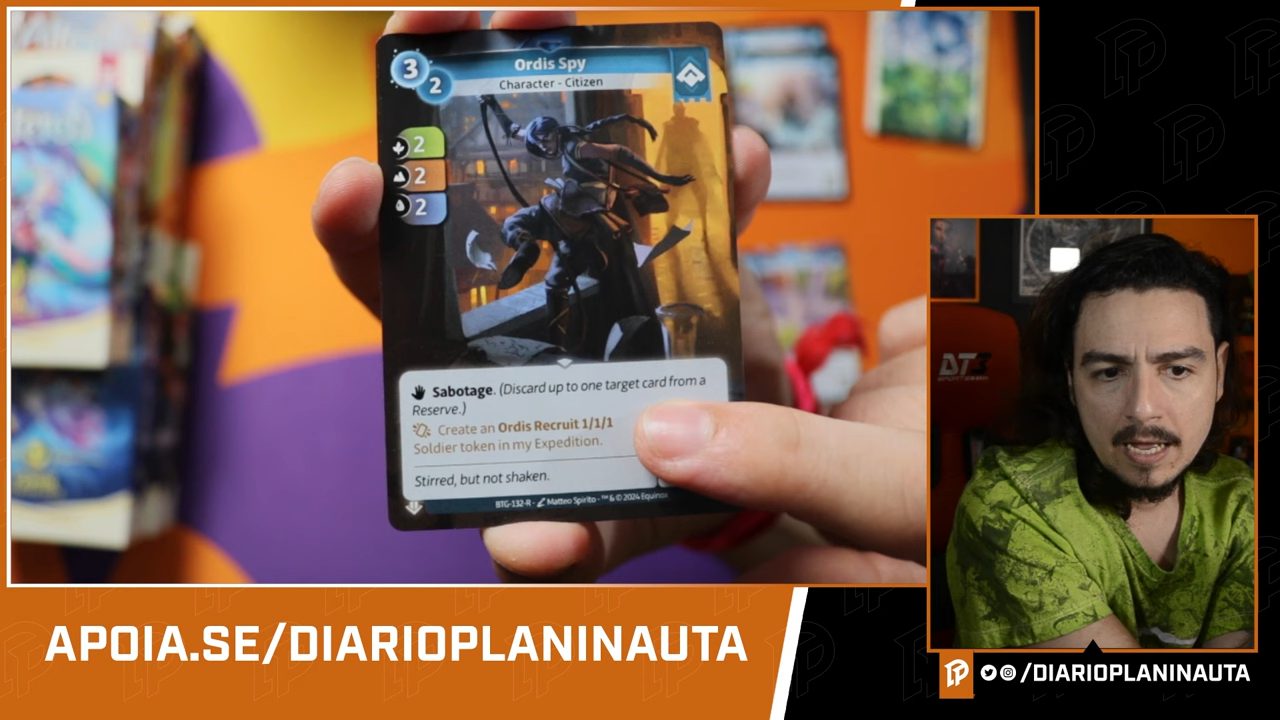 3
2
Ordis Spy
Character - Citizen
2
2
2
Sabotage. (Discard up to one target card from a
Reserve.)
Create an Ordis Recruit 1/1/1
Soldier token in my Expedition.
Stirred, but not shaken.
BTG-132-R - Matteo Spirito - ™ & © 2024 Equinox
DT3
APOIA.SE/DIARIOPLANINAUTA
/DIARIOPLANINAUTA